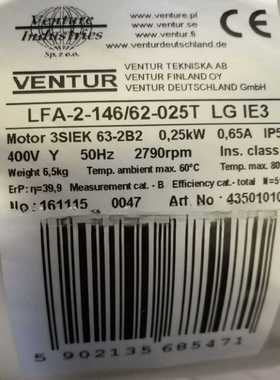 Venture
Industries
Sp. z o.o.
www.venture.pl
www.ventur.se
www.ventur.fi
www.venturdeutschland.de
VENTUR
VENTUR TEKNISKA AB
VENTUR FINLAND OY
VENTUR DEUTSCHLAND GmbH
LFA-2-146/62-025T LG IE3
Motor 3SIEK 63-2B2 0,25kW 0,65A
400V Y 50Hz 2790rpm Ins. class
Weight 6,5kg Temp. ambient max. 60°C Temp. max. 80
ErP: η=39,9 Measurement cat. - B Efficiency cat.- total
No : 161115 0047 Art. No : 43501010
5 902135 685471